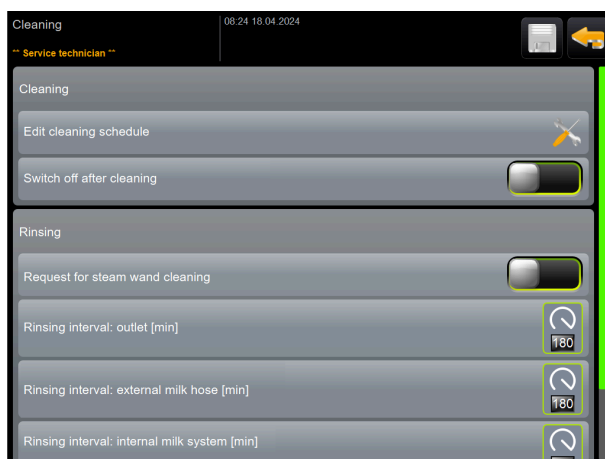 Cleaning
08:24 18.04.2024
** Service technician **
Cleaning
Edit cleaning schedule
Switch off after cleaning
Rinsing
Request for steam wand cleaning
Rinsing interval: outlet [min]
180
Rinsing interval: external milk hose [min]
180
Rinsing interval: internal milk system [min]